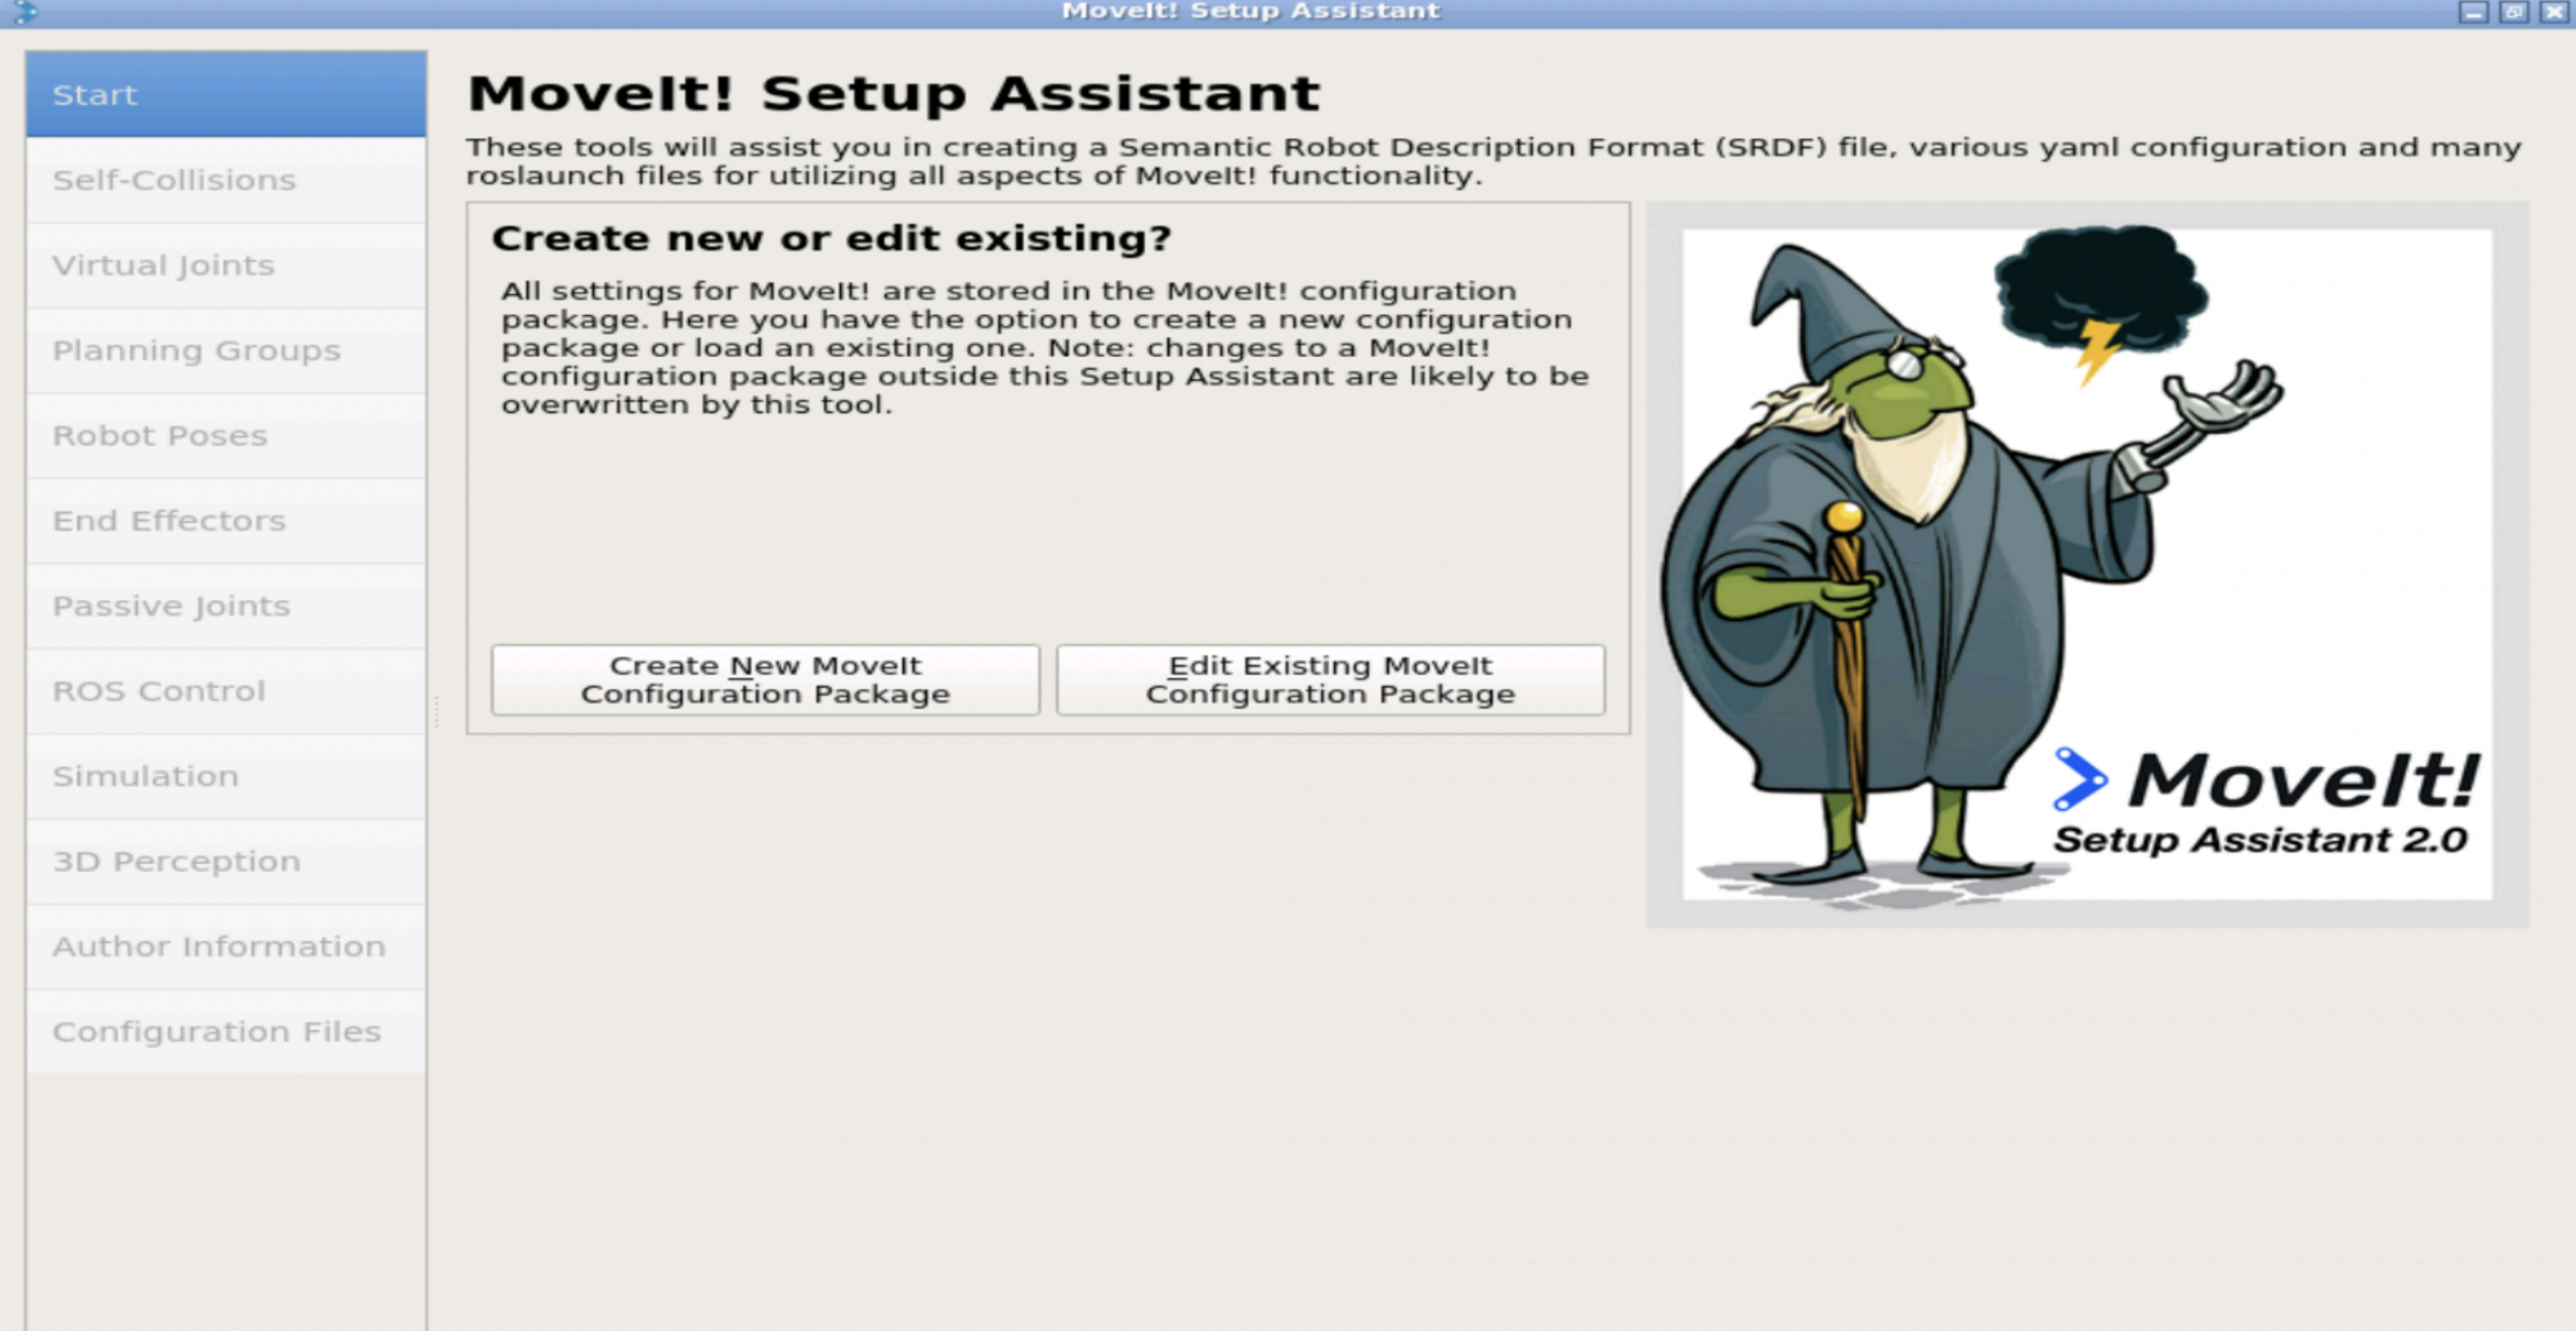 MoveIt! Setup Assistant
Start
Self-Collisions
Virtual Joints
Planning Groups
Robot Poses
End Effectors
Passive Joints
ROS Control
Simulation
3D Perception
Author Information
Configuration Files
MoveIt! Setup Assistant
These tools will assist you in creating a Semantic Robot Description Format (SRDF) file, various yaml configuration and many
roslaunch files for utilizing all aspects of MoveIt! functionality.
Create new or edit existing?
All settings for MoveIt! are stored in the MoveIt! configuration
package. Here you have the option to create a new configuration
package or load an existing one. Note: changes to a MoveIt!
configuration package outside this Setup Assistant are likely to be
overwritten by this tool.
Create New MoveIt
Configuration Package
Edit Existing MoveIt
Configuration Package
MoveIt!
Setup Assistant 2.0